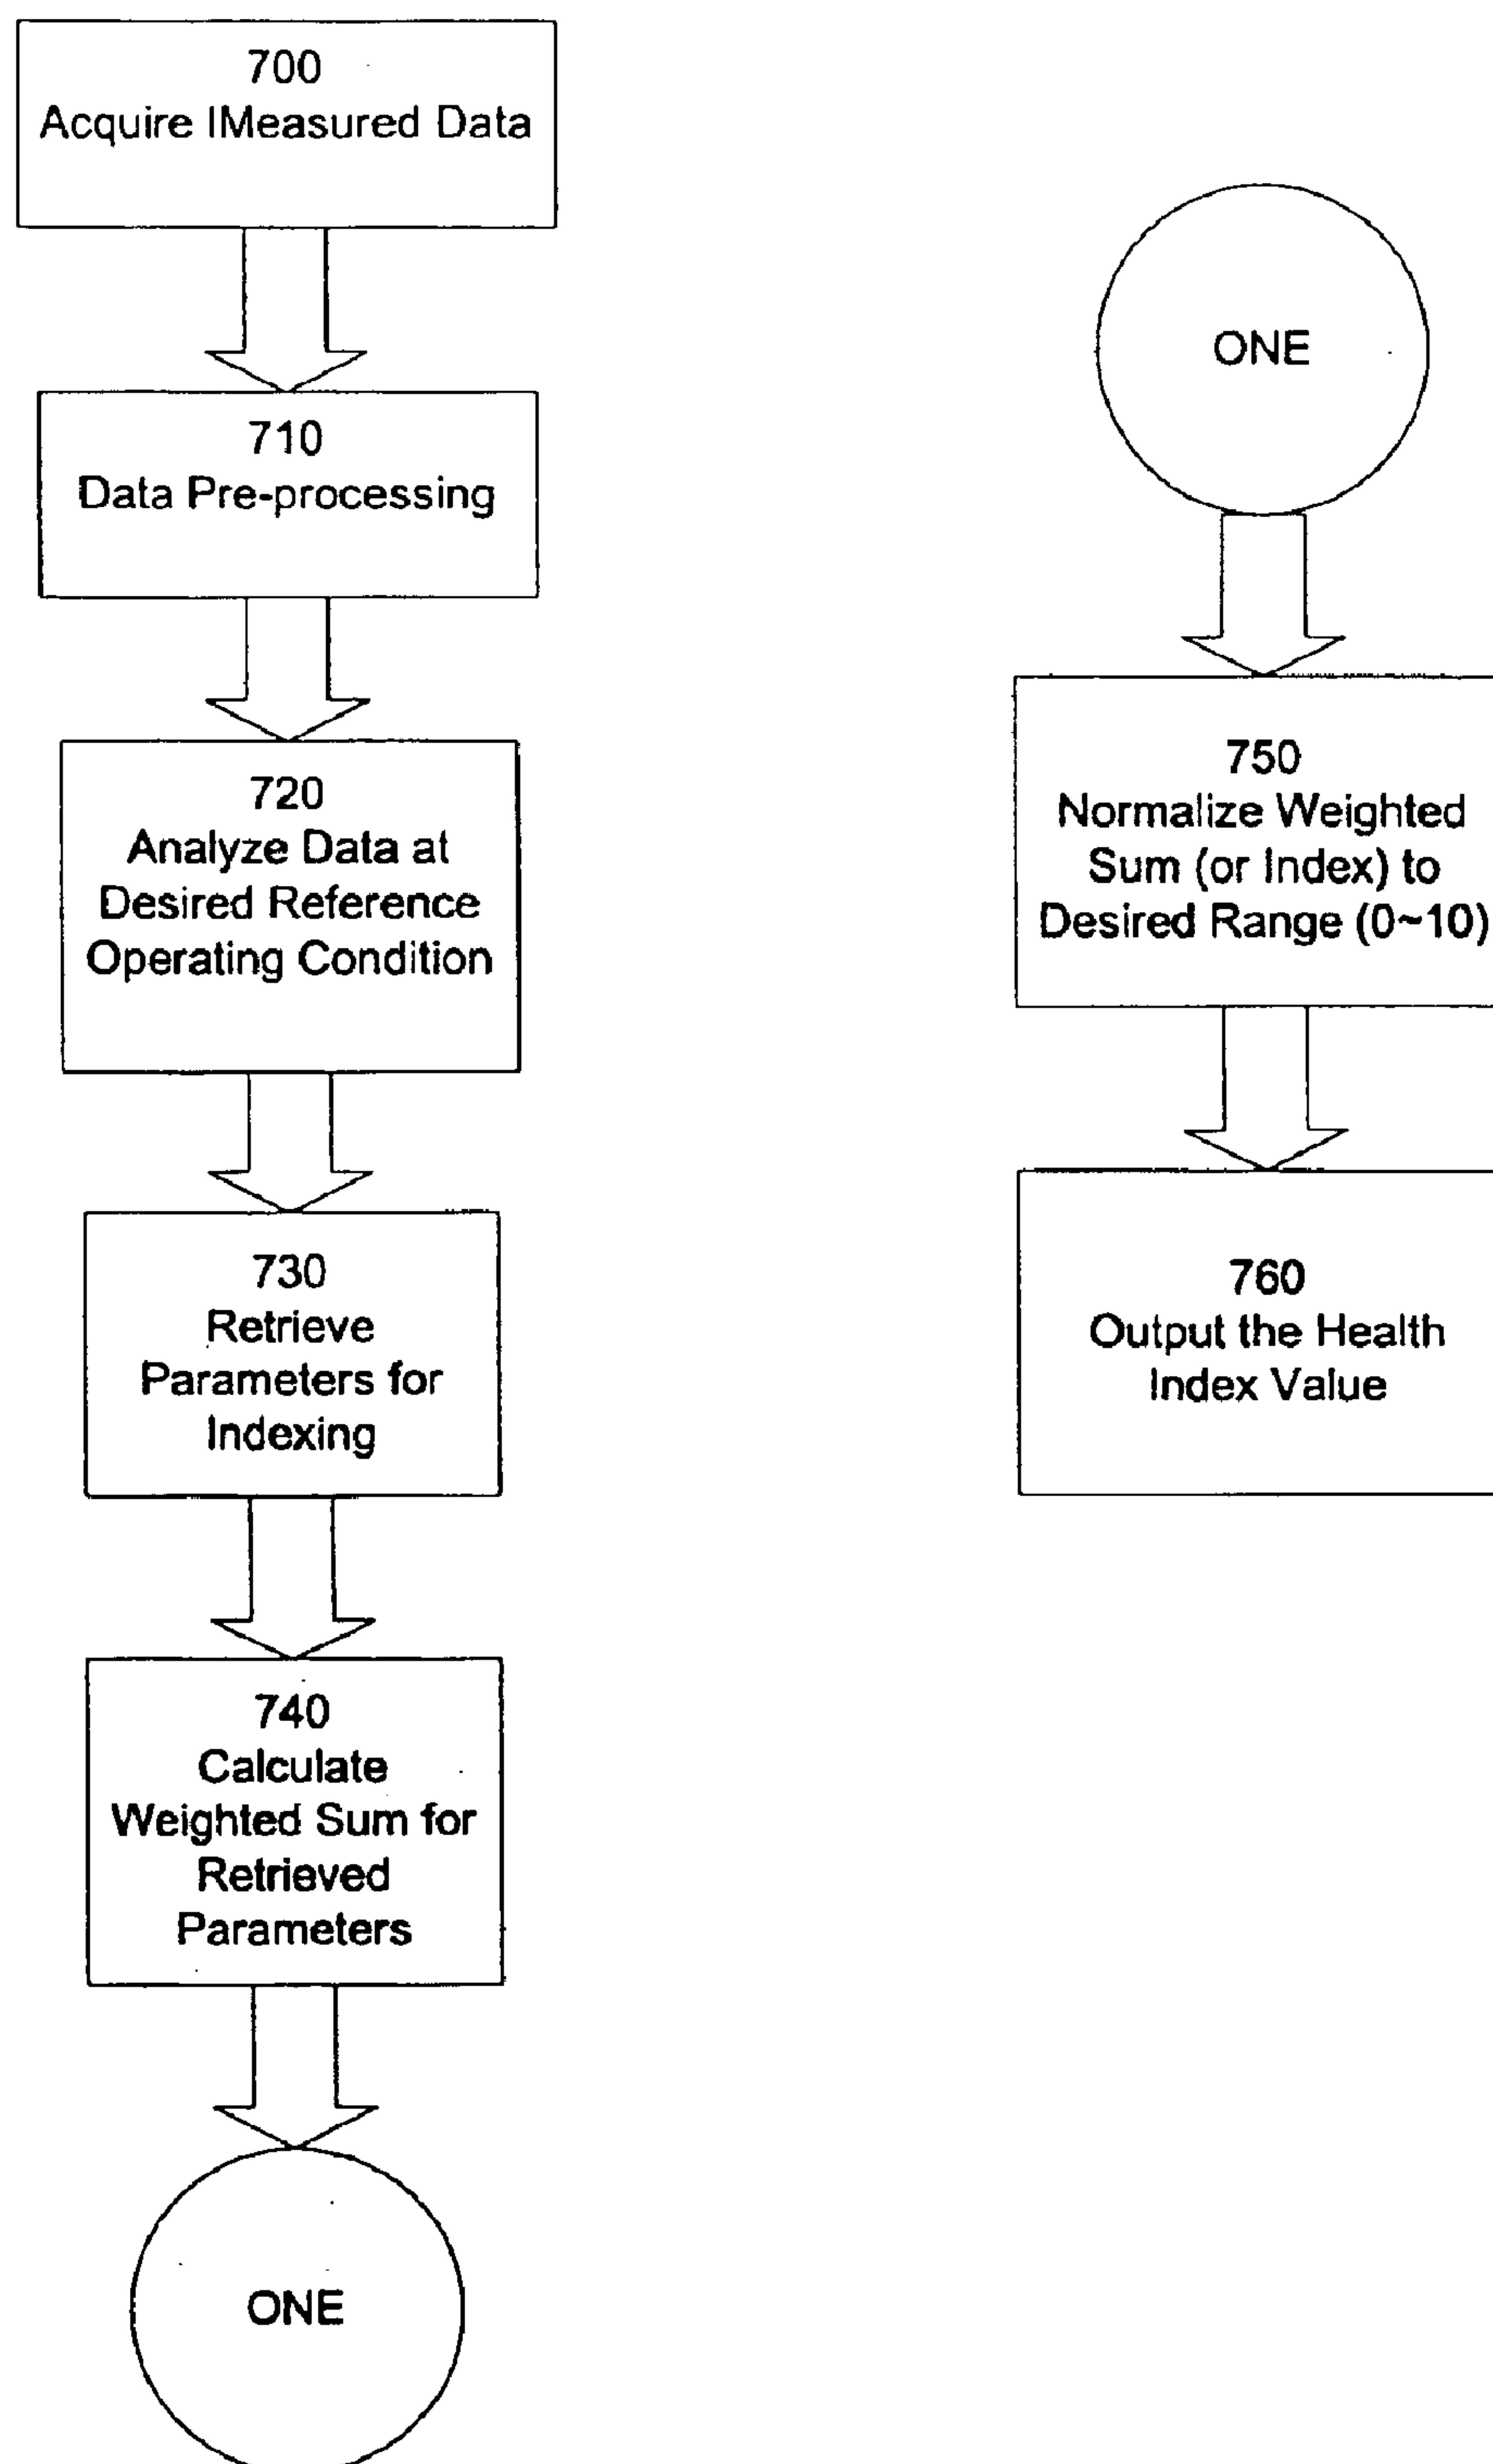 700
Acquire IMeasured Data
710
Data Pre-processing
720
Analyze Data at
Desired Reference
Operating Condition
730
Retrieve
Parameters for
Indexing
740
Calculate
Weighted Sum for
Retrieved
Parameters
ONE
ONE
750
Normalize Weighted
Sum (or Index) to
Desired Range (0~10)
760
Output the Health
Index Value